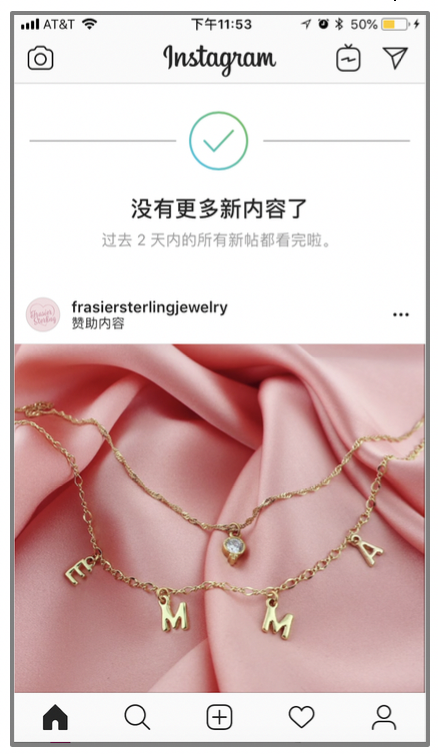 AT&T 下午11:53 50%
Instagram
没有更多新内容了
过去 2 天内的所有新帖都看完啦。
Frasier
Sterling
frasiersterlingjewelry
赞助内容
E M M A